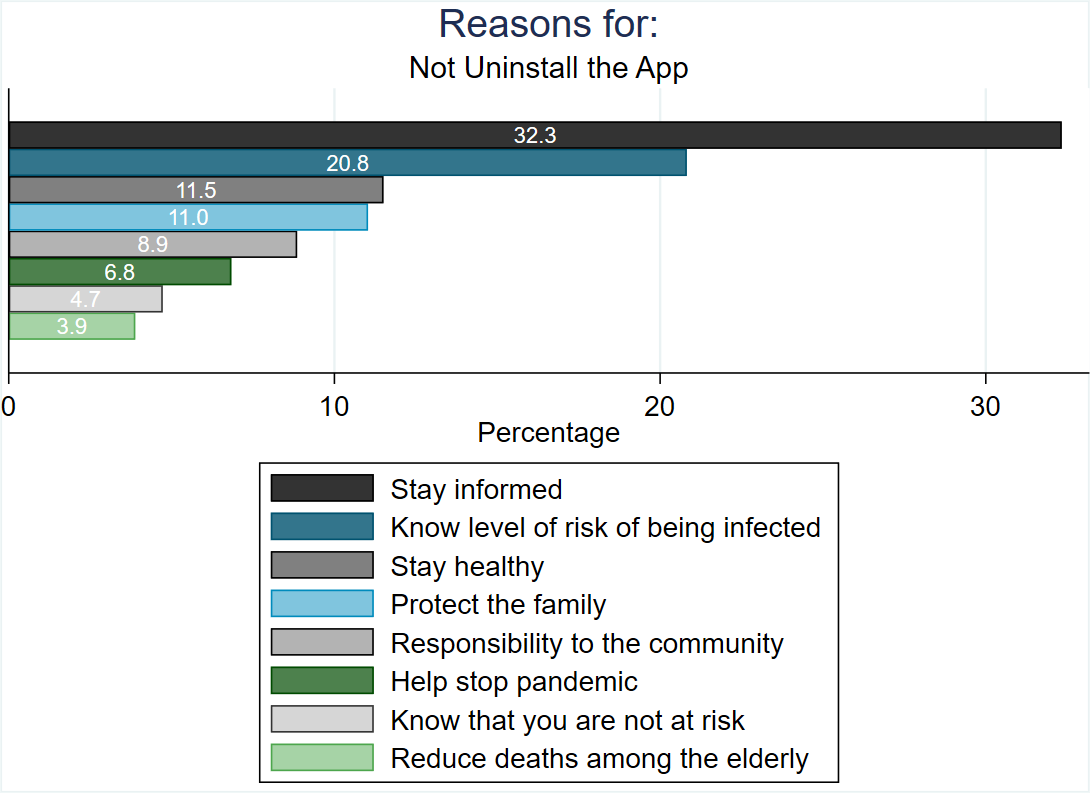 Reasons for:
Not Uninstall the App
32.3
20.8
11.5
11.0
8.9
6.8
4.7
3.9
0 10 20 30
Percentage
Stay informed
Know level of risk of being infected
Stay healthy
Protect the family
Responsibility to the community
Help stop pandemic
Know that you are not at risk
Reduce deaths among the elderly